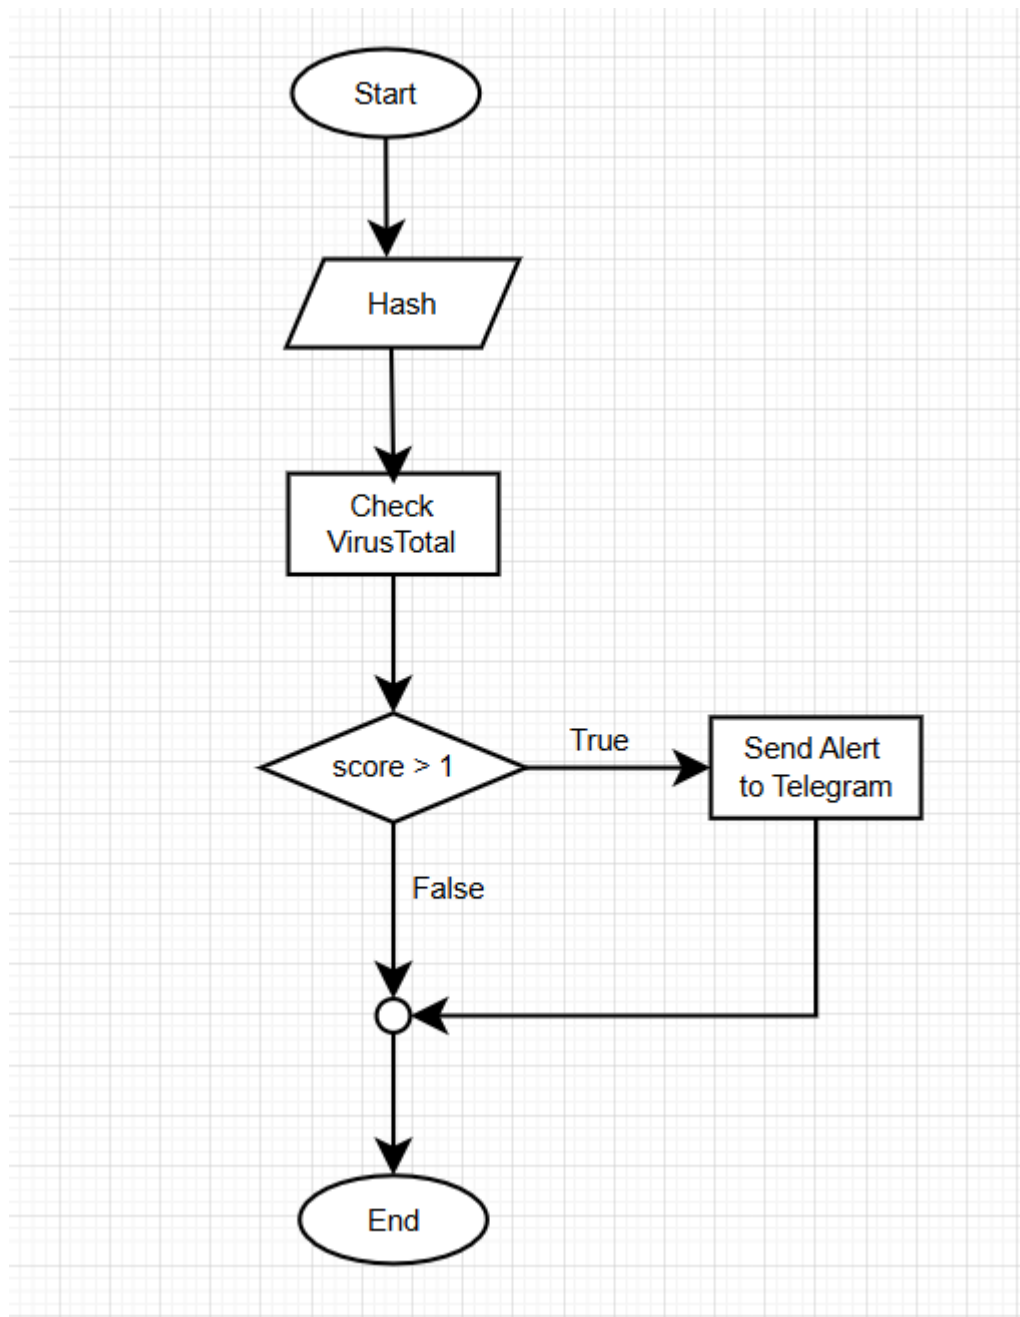 Start
Hash
Check
VirusTotal
score > 1
True
Send Alert
to Telegram
False
End